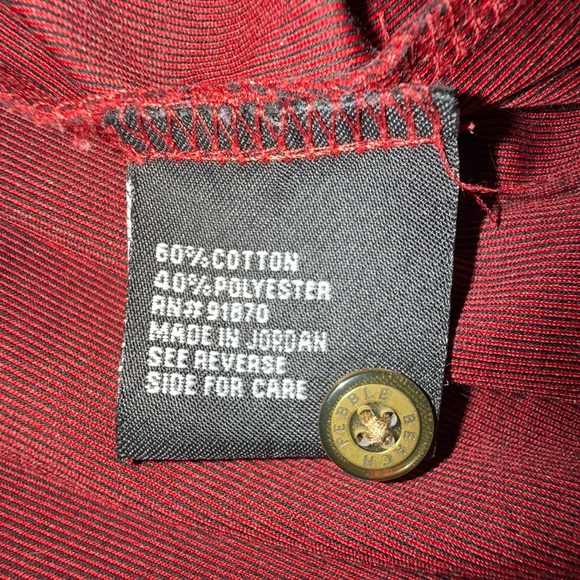 60% COTTON
40% POLYESTER
RN# 91870
MADE IN JORDAN
SEE REVERSE
SIDE FOR CARE
PEBBLE BEACH